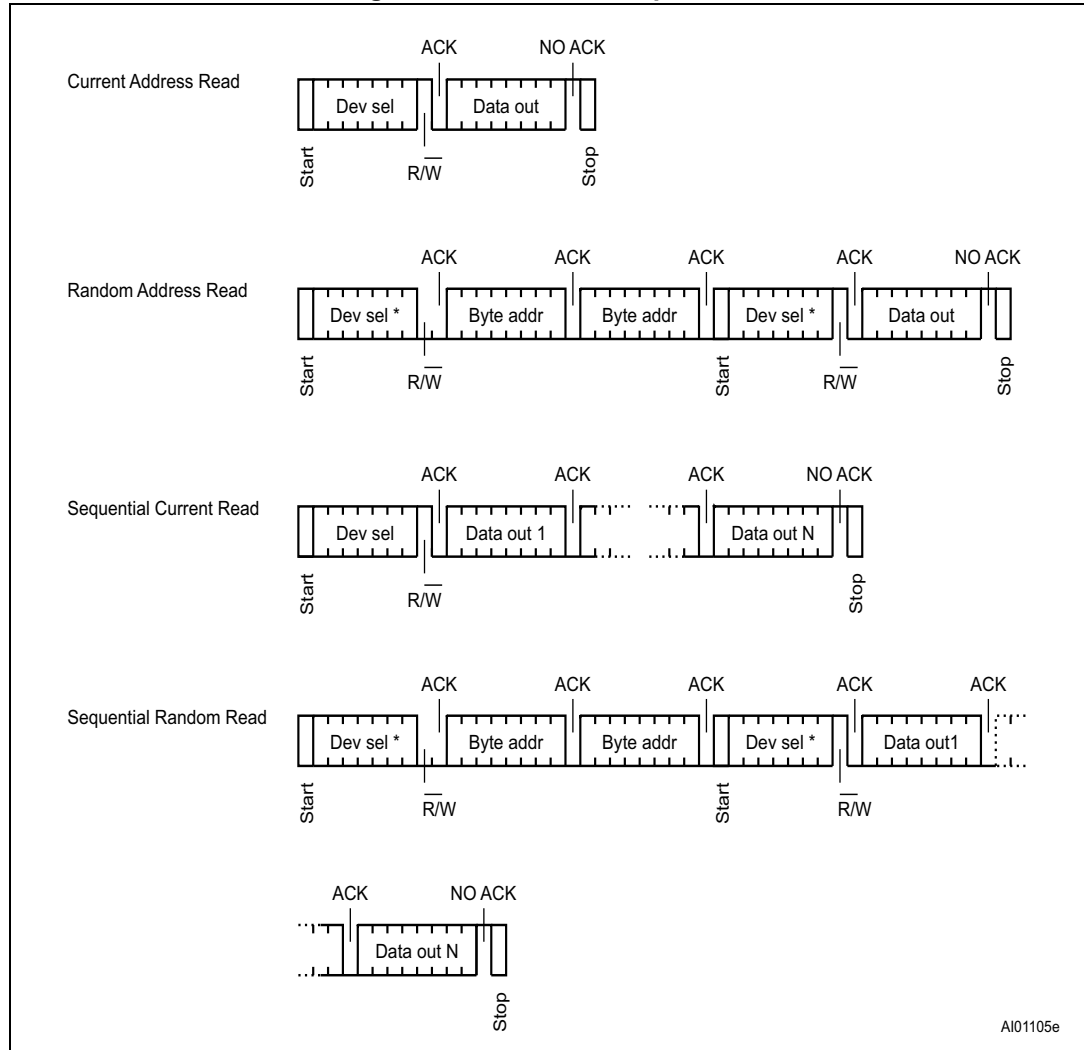 ACK NO ACK
Current Address Read
Dev sel Data out
Start R/W̅ Stop
ACK ACK ACK ACK NO ACK
Random Address Read
Dev sel * Byte addr Byte addr Dev sel * Data out
Start R/W̅ Start R/W̅ Stop
ACK ACK ACK NO ACK
Sequential Current Read
Dev sel Data out 1 Data out N
Start R/W̅ Stop
ACK ACK ACK ACK ACK
Sequential Random Read
Dev sel * Byte addr Byte addr Dev sel * Data out1
Start R̅/W Start R̅/W
ACK NO ACK
Data out N
Stop
AI01105e